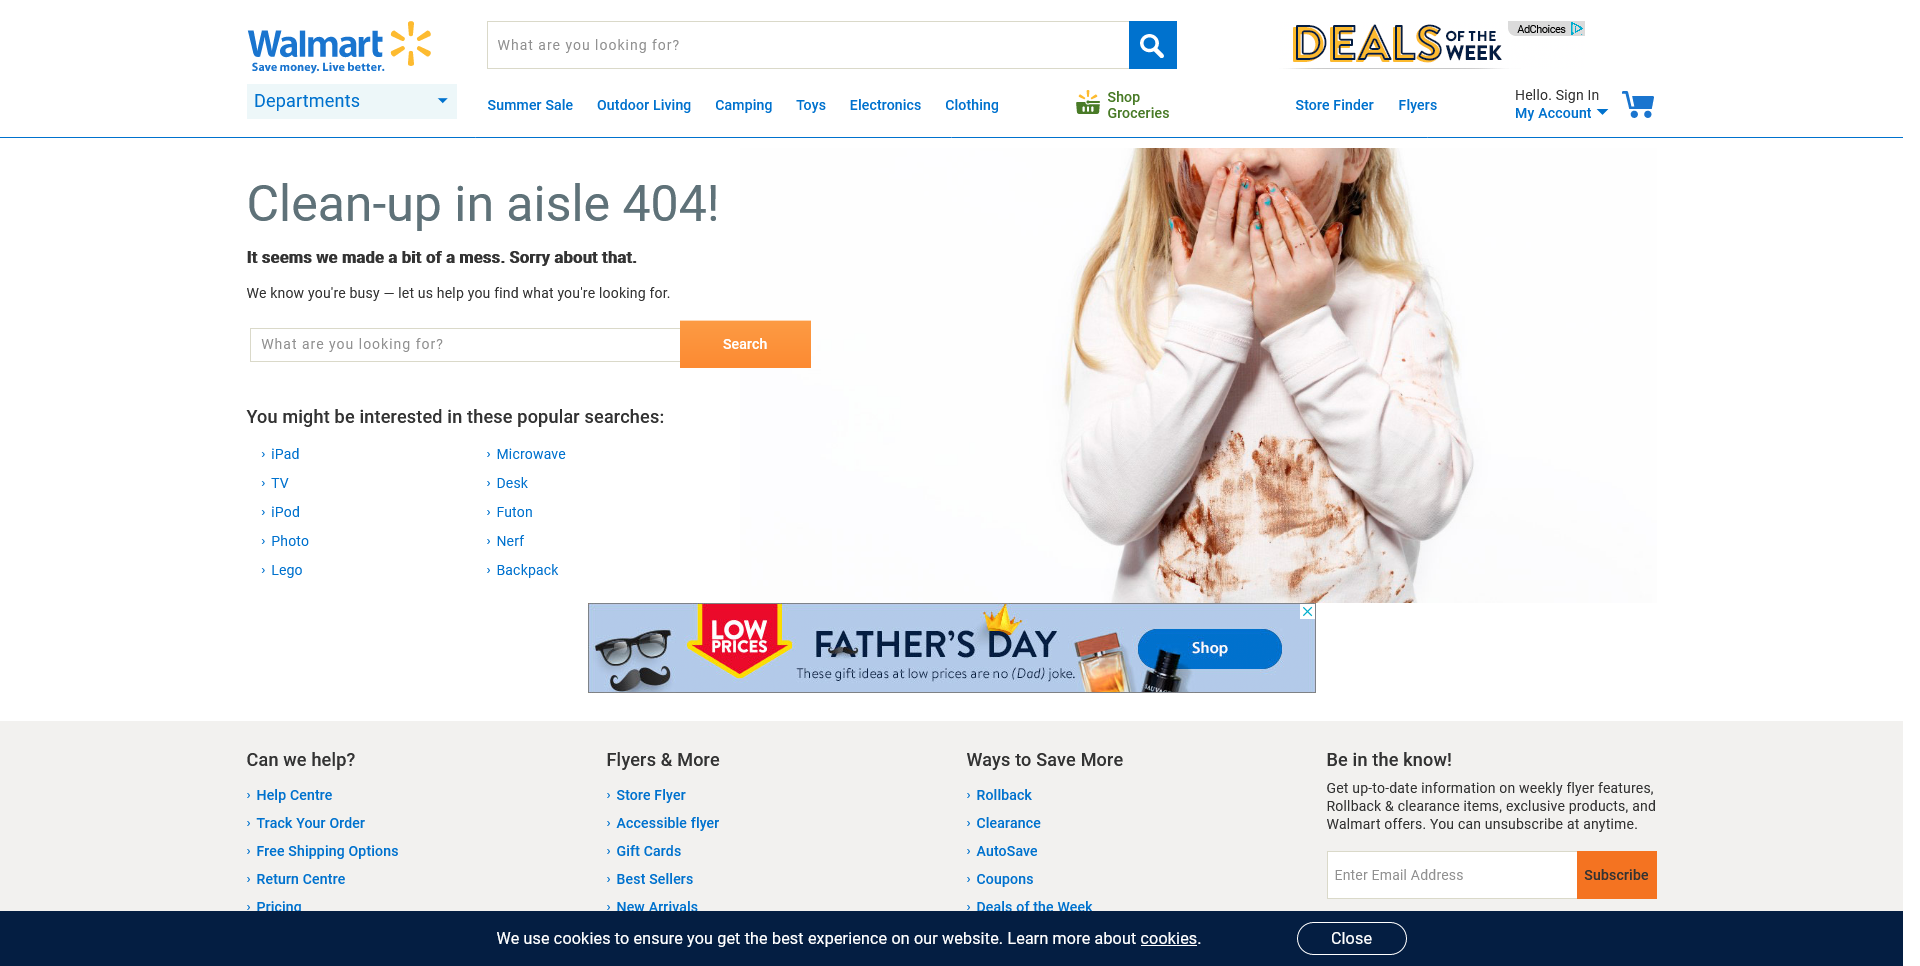 Walmart
Save money. Live better.
What are you looking for?
DEALS OF THE WEEK
AdChoices
Departments
Summer Sale
Outdoor Living
Camping
Toys
Electronics
Clothing
Shop
Groceries
Store Finder
Flyers
Hello. Sign In
My Account
Clean-up in aisle 404!
It seems we made a bit of a mess. Sorry about that.
We know you're busy — let us help you find what you're looking for.
What are you looking for?
Search
You might be interested in these popular searches:
› iPad
› TV
› iPod
› Photo
› Lego
› Microwave
› Desk
› Futon
› Nerf
› Backpack
LOW
PRICES
FATHER'S DAY
These gift ideas at low prices are no (Dad) joke.
SAUVAGE
Shop
Can we help?
› Help Centre
› Track Your Order
› Free Shipping Options
› Return Centre
› Pricing
Flyers & More
› Store Flyer
› Accessible flyer
› Gift Cards
› Best Sellers
› New Arrivals
Ways to Save More
› Rollback
› Clearance
› AutoSave
› Coupons
› Deals of the Week
Be in the know!
Get up-to-date information on weekly flyer features,
Rollback & clearance items, exclusive products, and
Walmart offers. You can unsubscribe at anytime.
Enter Email Address
Subscribe
We use cookies to ensure you get the best experience on our website. Learn more about cookies.
Close